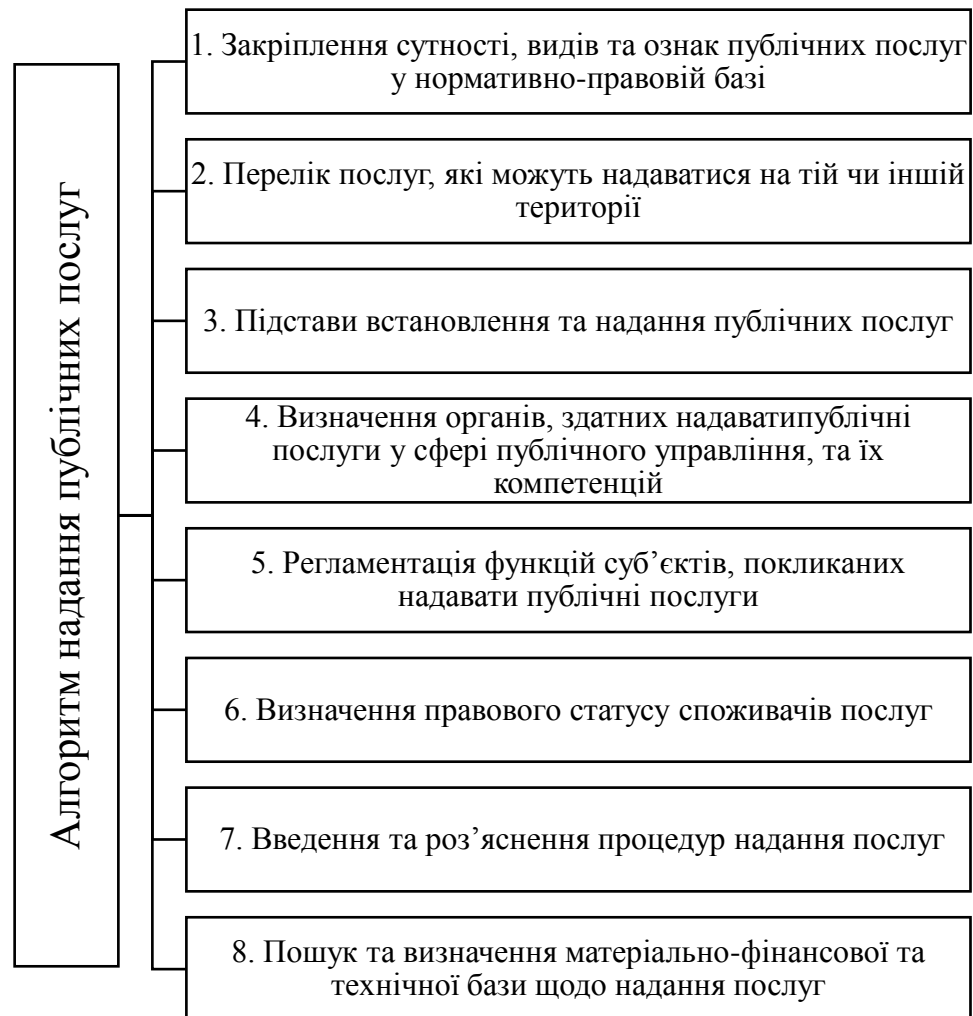 Алгоритм надання публічних послуг
1. Закріплення сутності, видів та ознак публічних послуг
у нормативно-правовій базі
2. Перелік послуг, які можуть надаватися на тій чи іншій
території
3. Підстави встановлення та надання публічних послуг
4. Визначення органів, здатних надаватипублічні
послуги у сфері публічного управління, та їх
компетенцій
5. Регламентація функцій суб’єктів, покликаних
надавати публічні послуги
6. Визначення правового статусу споживачів послуг
7. Введення та роз’яснення процедур надання послуг
8. Пошук та визначення матеріально-фінансової та
технічної бази щодо надання послуг